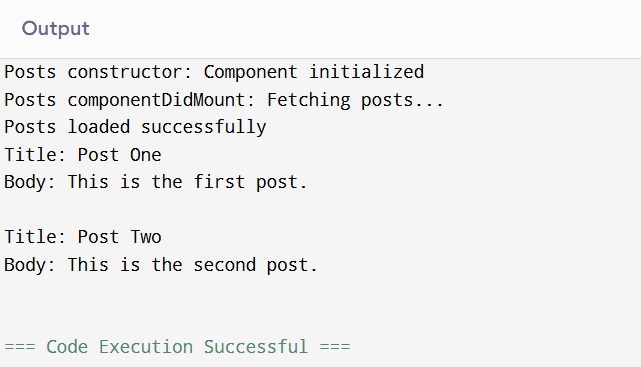 Output
Posts constructor: Component initialized
Posts componentDidMount: Fetching posts...
Posts loaded successfully
Title: Post One
Body: This is the first post.
Title: Post Two
Body: This is the second post.
=== Code Execution Successful ===